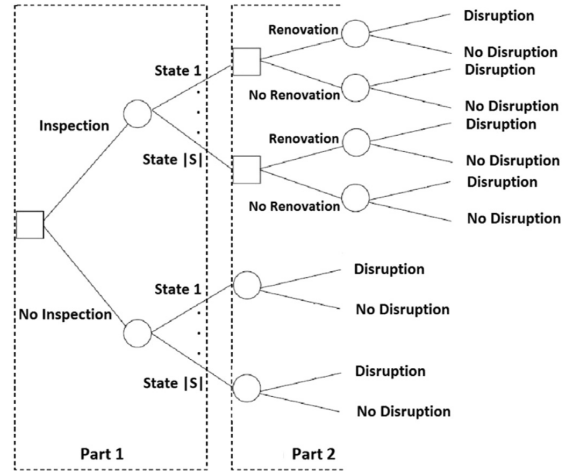 Disruption
Renovation
No Disruption
State 1
Disruption
No Renovation
No Disruption
Inspection
Disruption
Renovation
State |S|
No Disruption
Disruption
No Renovation
No Disruption
Disruption
State 1
No Inspection
No Disruption
Disruption
State |S|
No Disruption
Part 1
Part 2